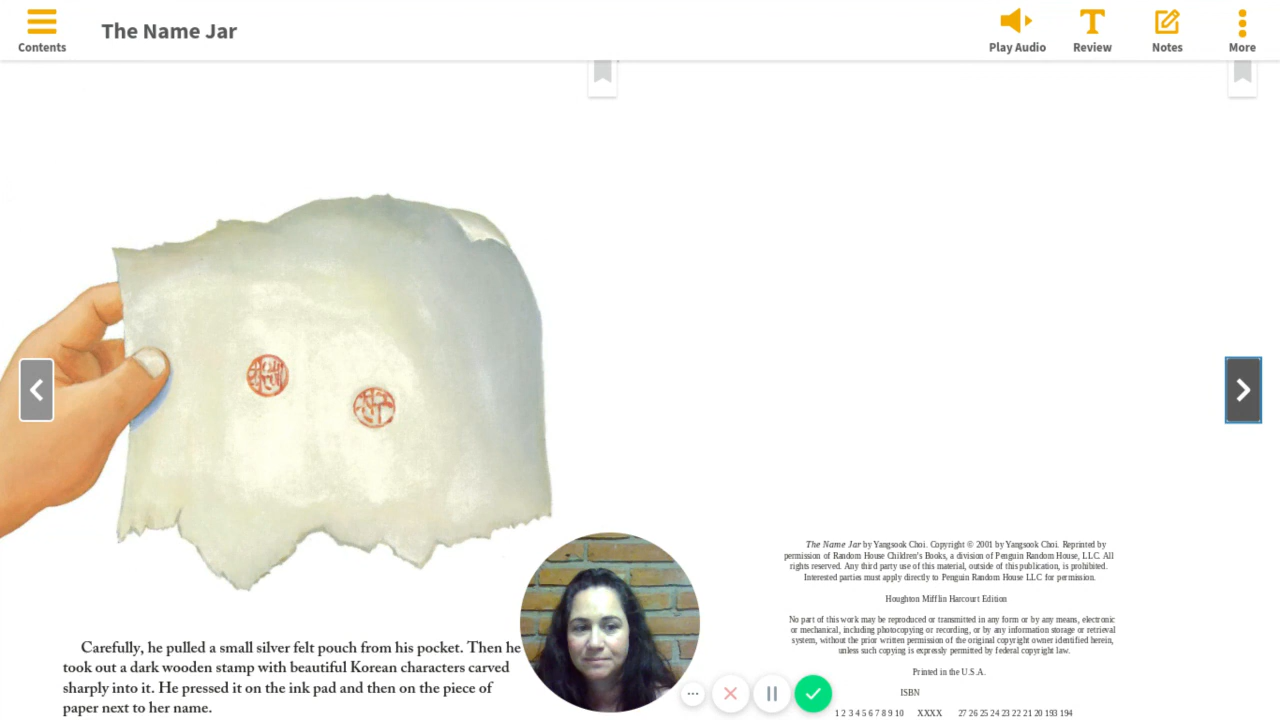 The Name Jar
Contents
Play Audio
Review
Notes
More
Carefully, he pulled a small silver felt pouch from his pocket. Then he
took out a dark wooden stamp with beautiful Korean characters carved
sharply into it. He pressed it on the ink pad and then on the piece of
paper next to her name.
The Name Jar by Yangsook Choi. Copyright © 2001 by Yangsook Choi. Reprinted by
permission of Random House Children's Books, a division of Penguin Random House, LLC. All
rights reserved. Any third party use of this material, outside of this publication, is prohibited.
Interested parties must apply directly to Penguin Random House LLC for permission.
Houghton Mifflin Harcourt Edition
No part of this work may be reproduced or transmitted in any form or by any means, electronic
or mechanical, including photocopying or recording, or by any information storage or retrieval
system, without the prior written permission of the original copyright owner identified herein,
unless such copying is expressly permitted by federal copyright law.
Printed in the U.S.A.
ISBN
1 2 3 4 5 6 7 8 9 10 XXXX 27 26 25 24 23 22 21 20 193 194